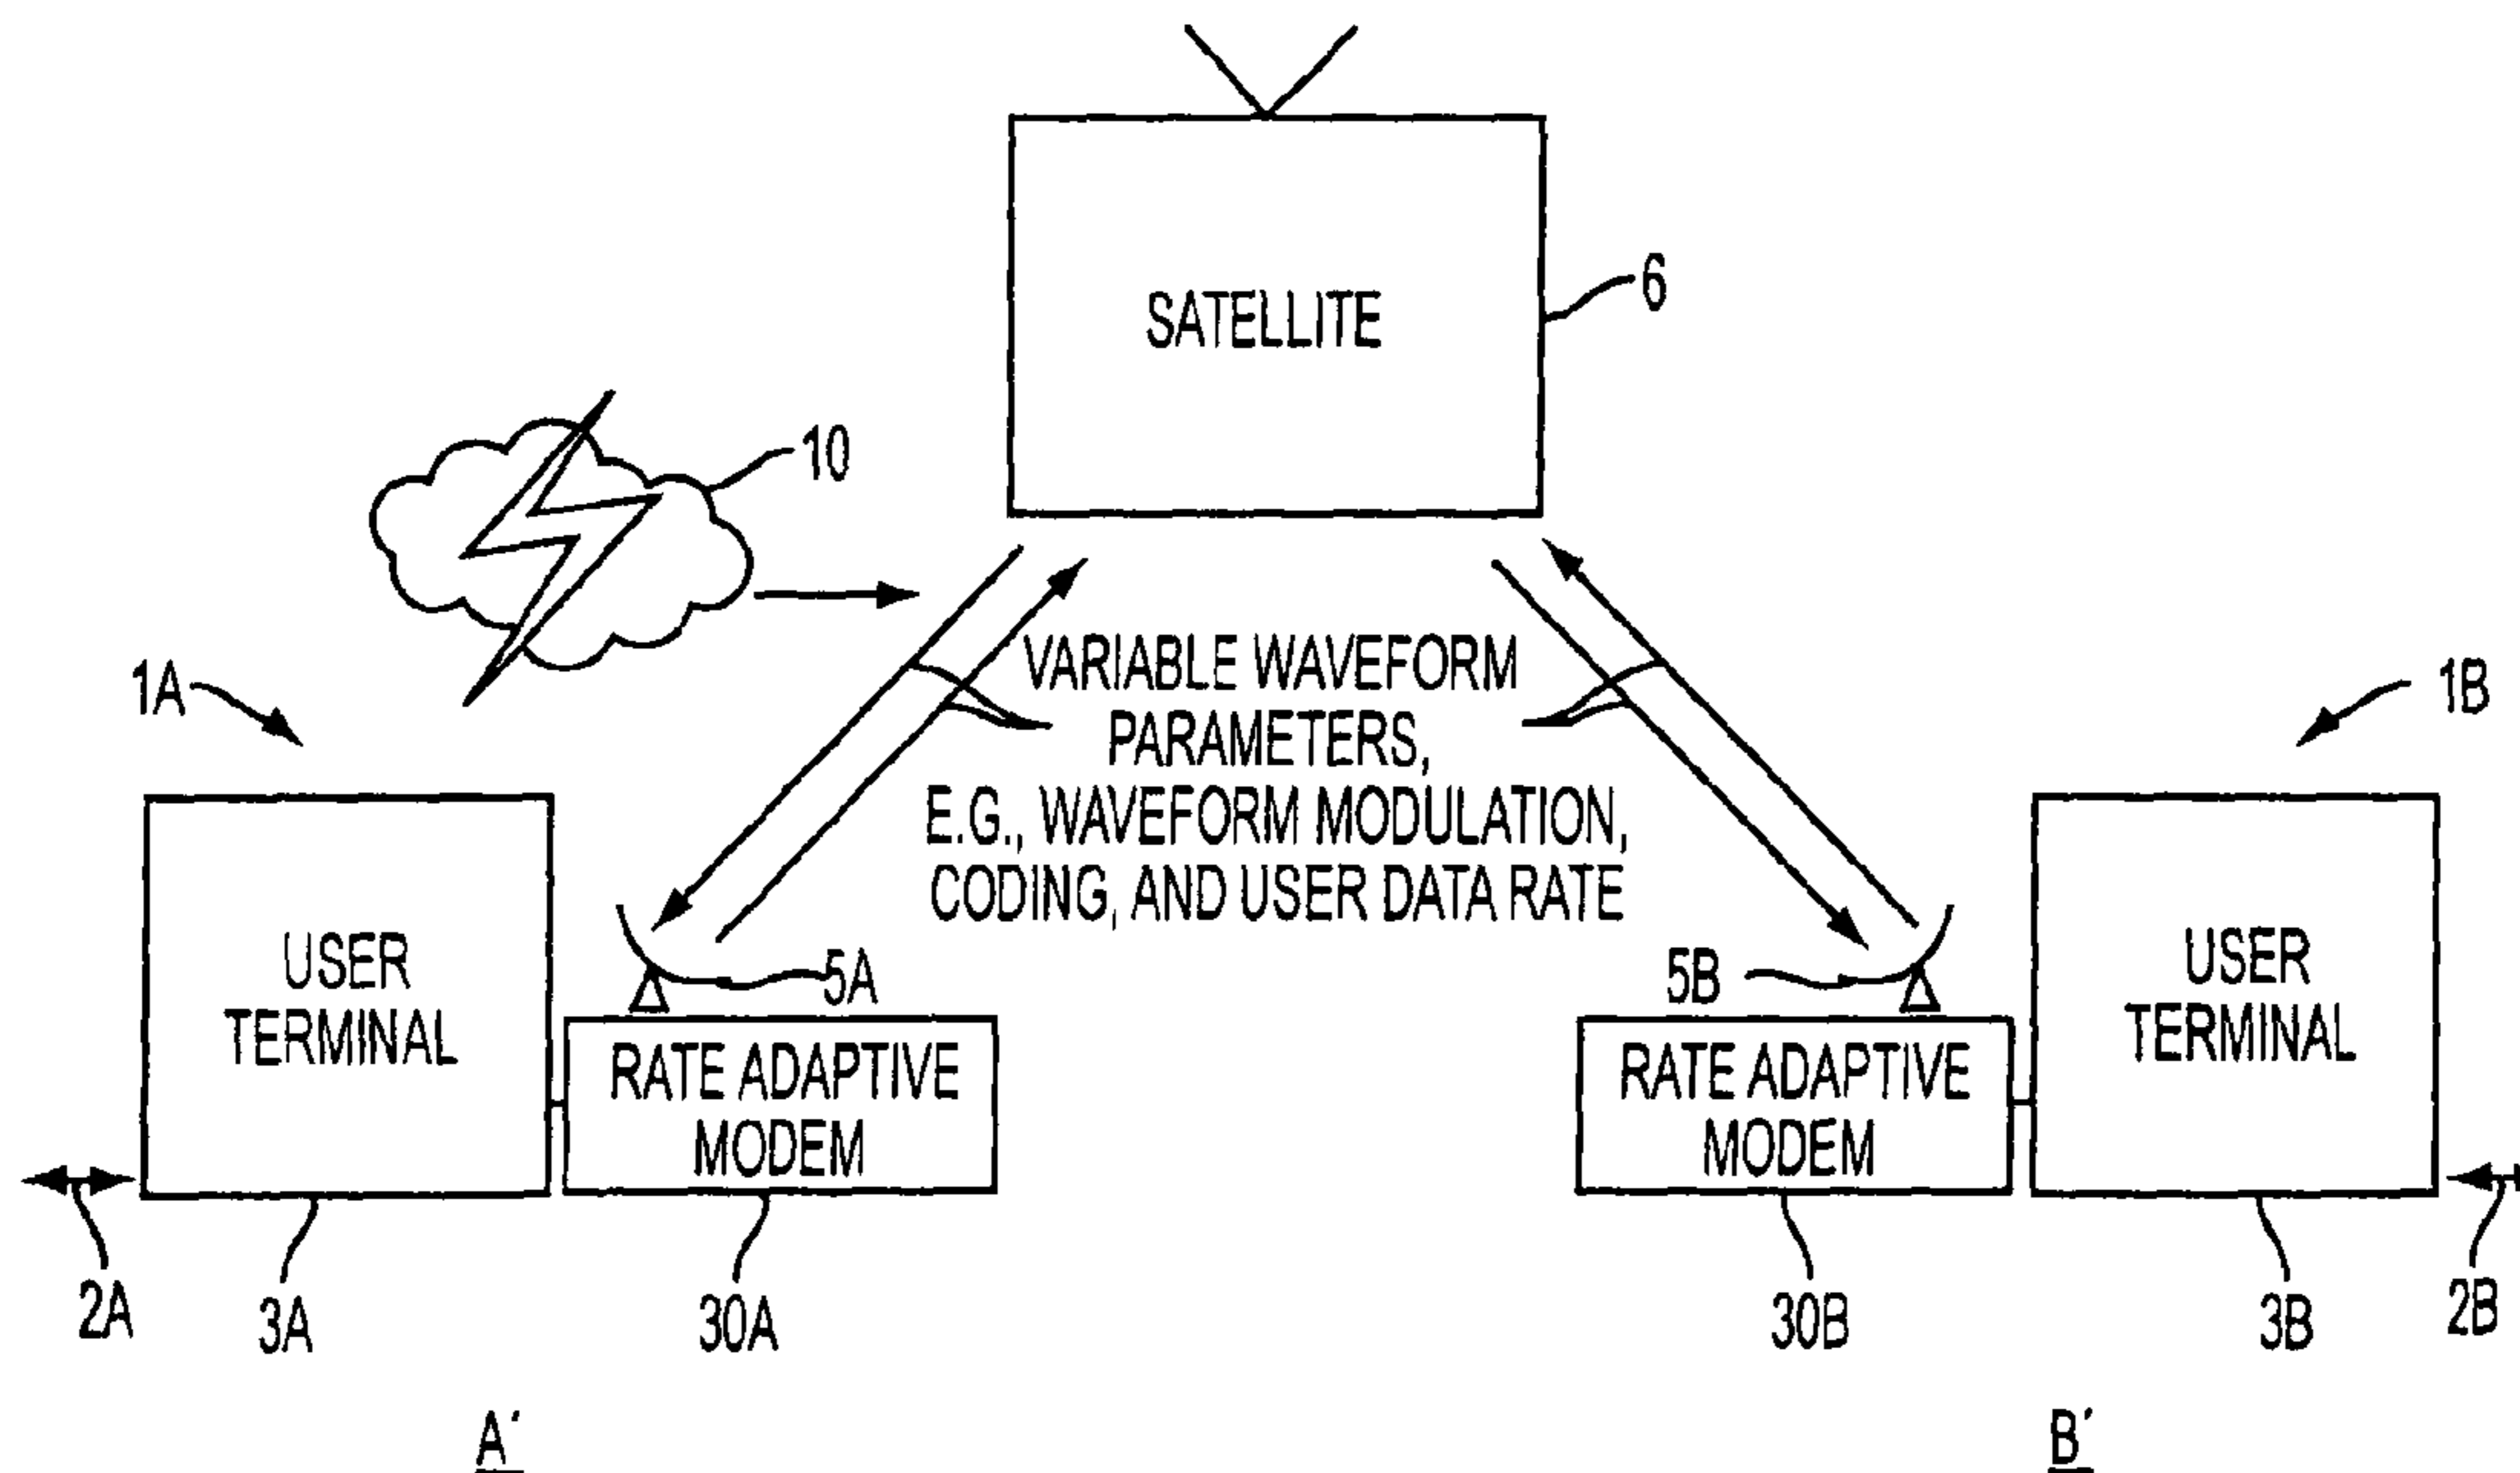 SATELLITE
6
10
1A
VARIABLE WAVEFORM
PARAMETERS,
E.G., WAVEFORM MODULATION,
CODING, AND USER DATA RATE
1B
USER
TERMINAL
5A
RATE ADAPTIVE
MODEM
5B
RATE ADAPTIVE
MODEM
USER
TERMINAL
2A
3A
30A
30B
3B
2B
A'
B'